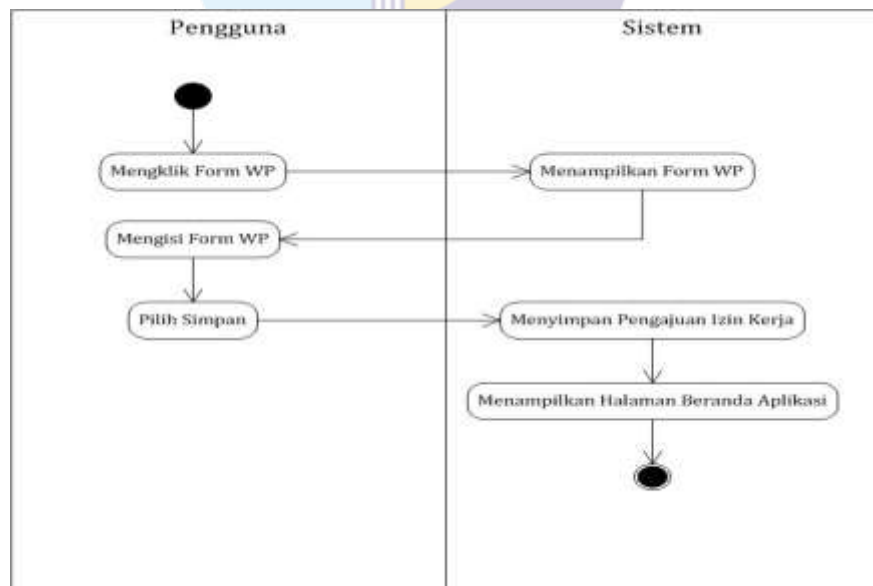 Pengguna
Sistem
Mengklik Form WP
Menampilkan Form WP
Mengisi Form WP
Pilih Simpan
Menyimpan Pengajuan Izin Kerja
Menampilkan Halaman Beranda Aplikasi